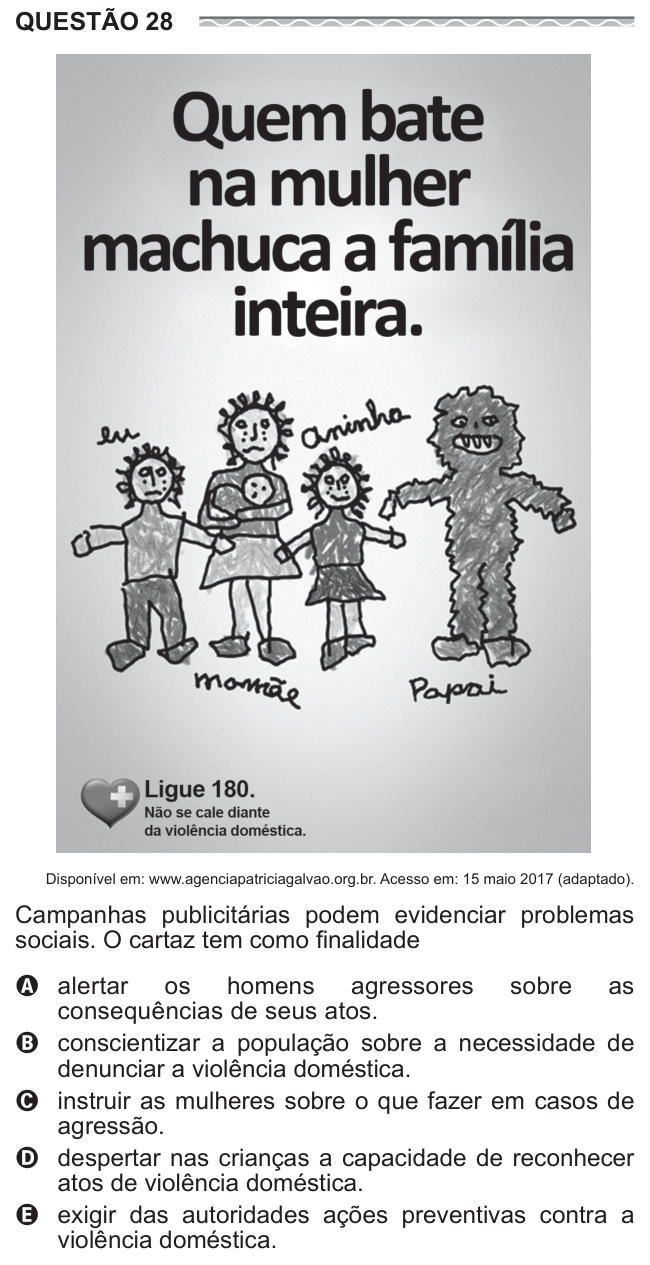 QUESTÃO 28
Quem bate
na mulher
machuca a família
inteira.
eu
aninha
mamãe
Papai
Ligue 180.
Não se cale diante
da violência doméstica.
Disponível em: www.agenciapatriciagalvao.org.br. Acesso em: 15 maio 2017 (adaptado).
Campanhas publicitárias podem evidenciar problemas
sociais. O cartaz tem como finalidade
A alertar os homens agressores sobre as
consequências de seus atos.
B conscientizar a população sobre a necessidade de
denunciar a violência doméstica.
C instruir as mulheres sobre o que fazer em casos de
agressão.
D despertar nas crianças a capacidade de reconhecer
atos de violência doméstica.
E exigir das autoridades ações preventivas contra a
violência doméstica.